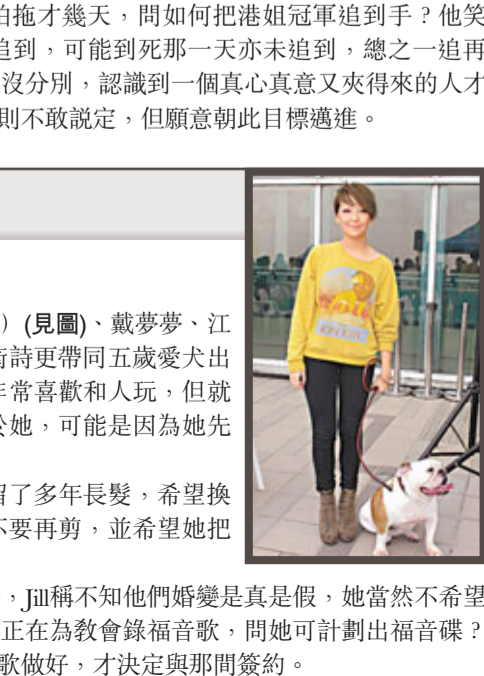 拍拖才幾天，問如何把港姐冠軍追到手？他笑
追到，可能到死那一天亦未追到，總之一追再
沒分別，認識到一個真心真意又夾得來的人才
則不敢說定，但願意朝此目標邁進。
）(見圖)、戴夢夢、江
詩更帶同五歲愛犬出
非常喜歡和人玩，但就
於她，可能是因為她先
留了多年長髮，希望換
不要再剪，並希望她把
，Jill稱不知他們婚變是真是假，她當然不希望
正在為教會錄福音歌，問她可計劃出福音碟？
歌做好，才決定與那間簽約。